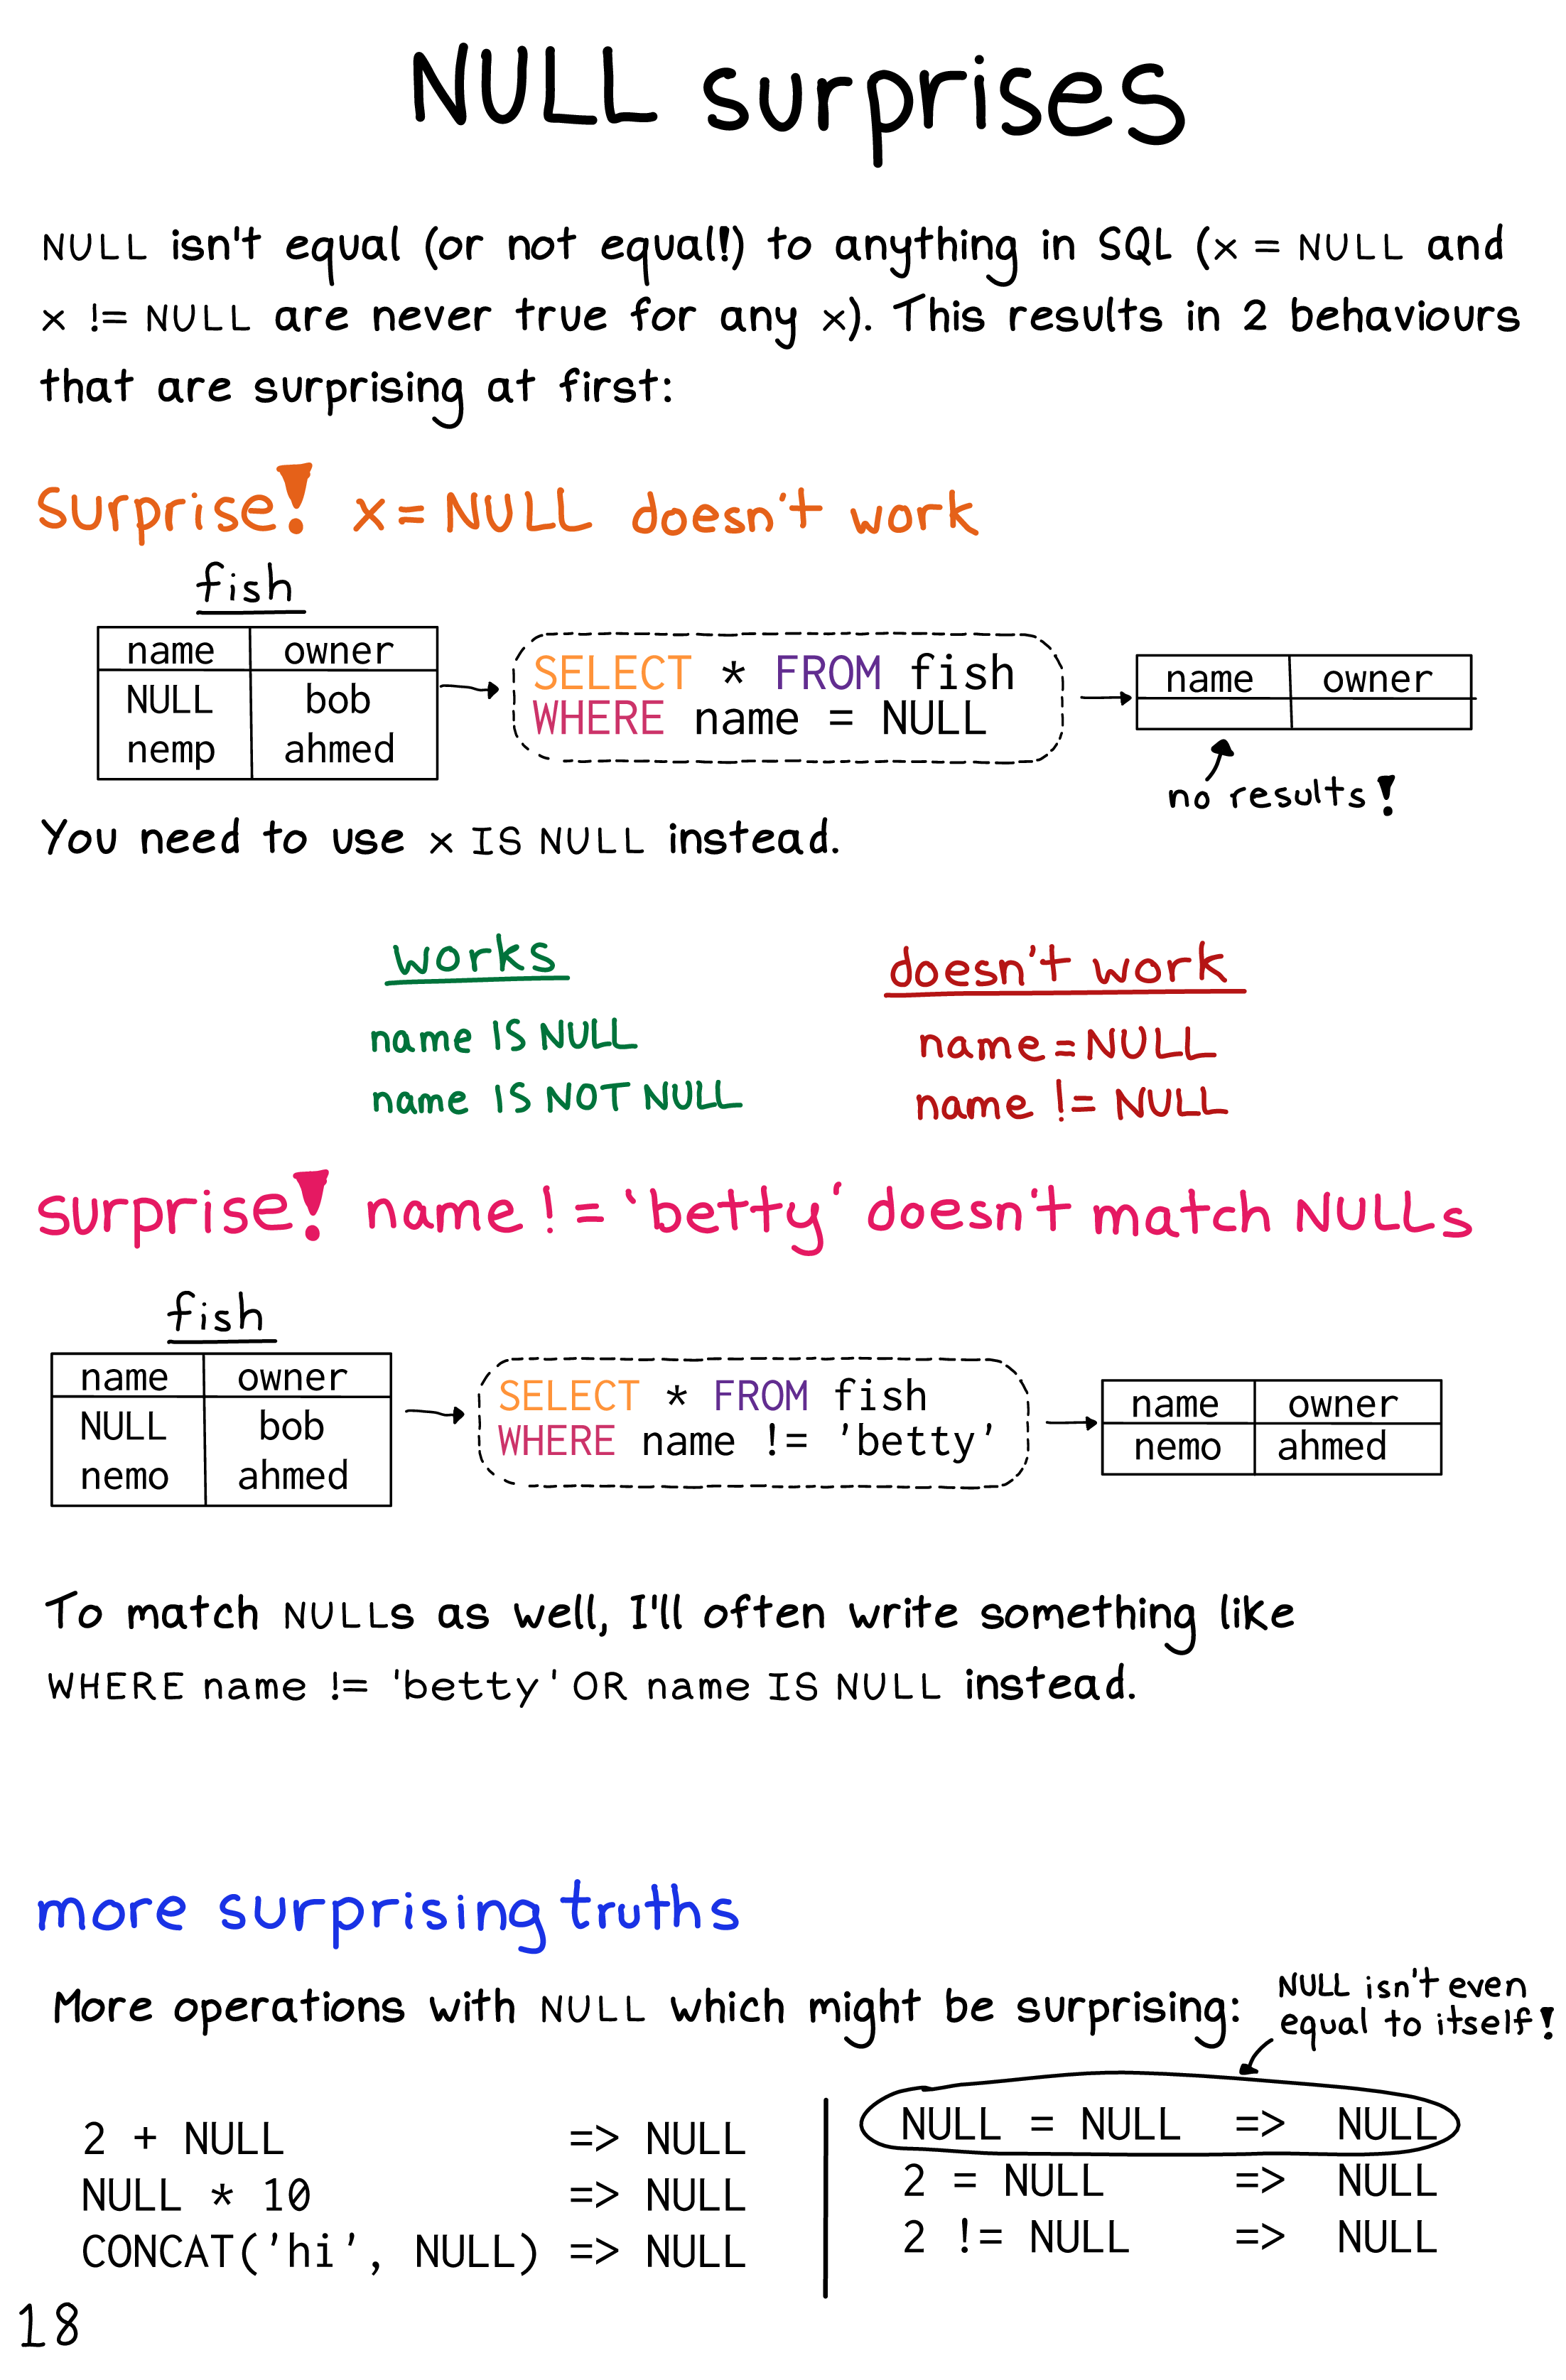 NULL surprises
NULL isn't equal (or not equal!) to anything in SQL (x = NULL and
x != NULL are never true for any x). This results in 2 behaviours
that are surprising at first:
surprise! x = NULL doesn't work
fish
name owner
NULL bob
nemp ahmed
SELECT * FROM fish
WHERE name = NULL
name owner
no results!
You need to use x IS NULL instead.
works
name IS NULL
name IS NOT NULL
doesn't work
name = NULL
name != NULL
surprise! name != 'betty' doesn't match NULLs
fish
name owner
NULL bob
nemo ahmed
SELECT * FROM fish
WHERE name != 'betty'
name owner
nemo ahmed
To match NULLs as well, I'll often write something like
WHERE name != 'betty' OR name IS NULL instead.
more surprising truths
More operations with NULL which might be surprising:
NULL isn't even
equal to itself!
2 + NULL => NULL
NULL * 10 => NULL
CONCAT('hi', NULL) => NULL
NULL = NULL => NULL
2 = NULL => NULL
2 != NULL => NULL
18